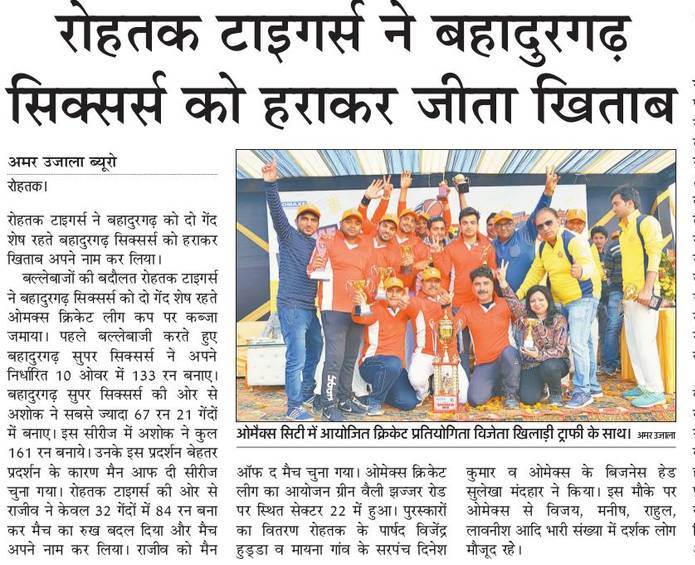 रोहतक टाइगर्स ने बहादुरगढ़
सिक्सर्स को हराकर जीता खिताब
अमर उजाला ब्यूरो
रोहतक।
रोहतक टाइगर्स ने बहादुरगढ़ को दो गेंद
शेष रहते बहादुरगढ़ सिक्सर्स को हराकर
खिताब अपने नाम कर लिया।
बल्लेबाजों की बदौलत रोहतक टाइगर्स
ने बहादुरगढ़ सिक्सर्स को दो गेंद शेष रहते
ओमक्स क्रिकेट लीग कप पर कब्जा
जमाया। पहले बल्लेबाजी करते हुए
बहादुरगढ़ सुपर सिक्सर्स ने अपने
निर्धारित 10 ओवर में 133 रन बनाए।
बहादुरगढ़ सुपर सिक्सर्स की ओर से
अशोक ने सबसे ज्यादा 67 रन 21 गेंदों
में बनाए। इस सीरीज में अशोक ने कुल
161 रन बनाये। उनके इस प्रदर्शन बेहतर
प्रदर्शन के कारण मैन आफ दी सीरीज
चुना गया। रोहतक टाइगर्स की ओर से
राजीव ने केवल 32 गेंदों में 84 रन बना
कर मैच का रुख बदल दिया और मैच
अपने नाम कर लिया। राजीव को मैन
ओमैक्स सिटी में आयोजित क्रिकेट प्रतियोगिता विजेता खिलाड़ी ट्राफी के साथ। अमर उजाला
ऑफ द मैच चुना गया। ओमेक्स क्रिकेट
लीग का आयोजन ग्रीन वैली झज्जर रोड
पर स्थित सेक्टर 22 में हुआ। पुरस्कारों
का वितरण रोहतक के पार्षद विजेंद्र
हुड्डा व मायना गांव के सरपंच दिनेश
कुमार व ओमेक्स के बिजनेस हेड
सुलेखा मंदहार ने किया। इस मौके पर
ओमेक्स से विजय, मनीष, राहुल,
लावनीश आदि भारी संख्या में दर्शक लोग
मौजूद रहे।